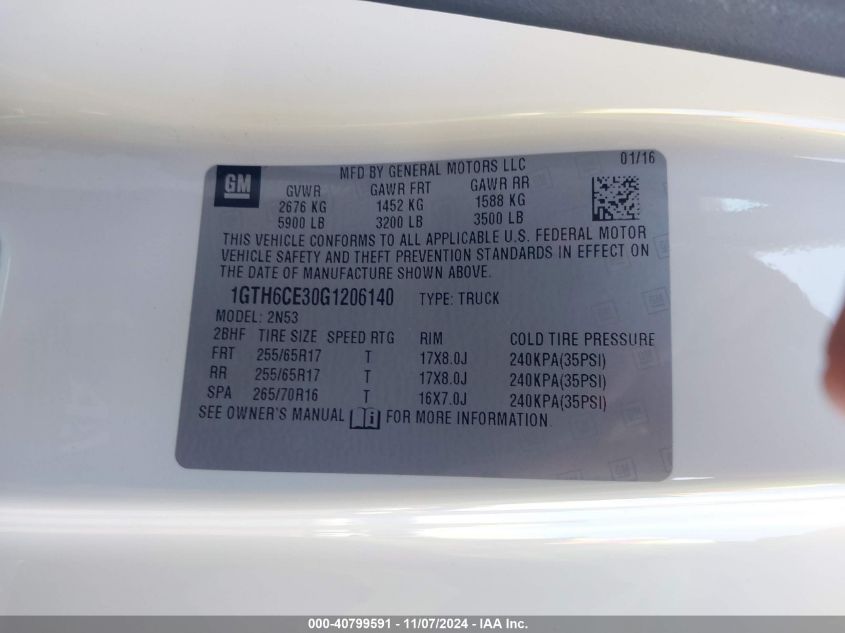 GM
MFD BY GENERAL MOTORS LLC
01/16
GVWR GAWR FRT GAWR RR
2676 KG 1452 KG 1588 KG
5900 LB 3200 LB 3500 LB
THIS VEHICLE CONFORMS TO ALL APPLICABLE U.S. FEDERAL MOTOR
VEHICLE SAFETY AND THEFT PREVENTION STANDARDS IN EFFECT ON
THE DATE OF MANUFACTURE SHOWN ABOVE.
1GTH6CE30G1206140 TYPE: TRUCK
MODEL: 2N53
2BHF TIRE SIZE SPEED RTG RIM COLD TIRE PRESSURE
FRT 255/65R17 T 17X8.0J 240KPA(35PSI)
RR 255/65R17 T 17X8.0J 240KPA(35PSI)
SPA 265/70R16 T 16X7.0J 240KPA(35PSI)
SEE OWNER'S MANUAL i FOR MORE INFORMATION.
000-40799591 - 11/07/2024 - IAA Inc.